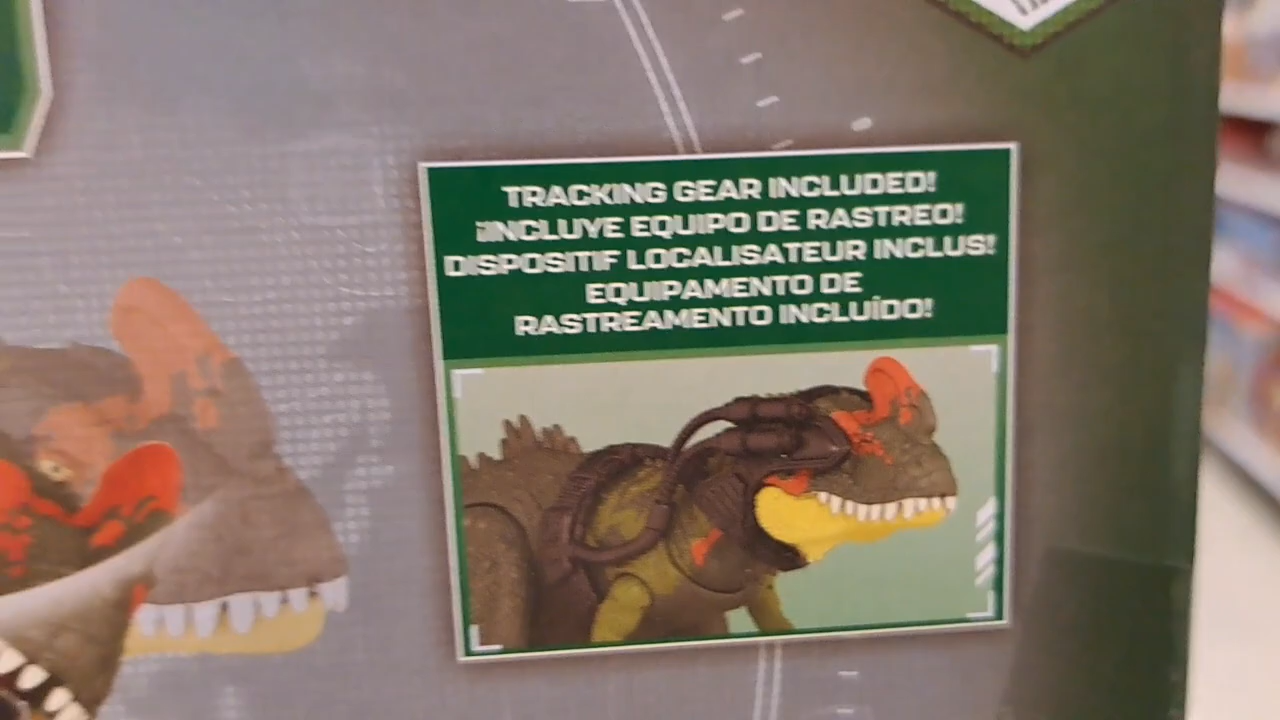 TRACKING GEAR INCLUDED!
¡INCLUYE EQUIPO DE RASTREO!
DISPOSITIF LOCALISATEUR INCLUS!
EQUIPAMENTO DE
RASTREAMENTO INCLUÍDO!